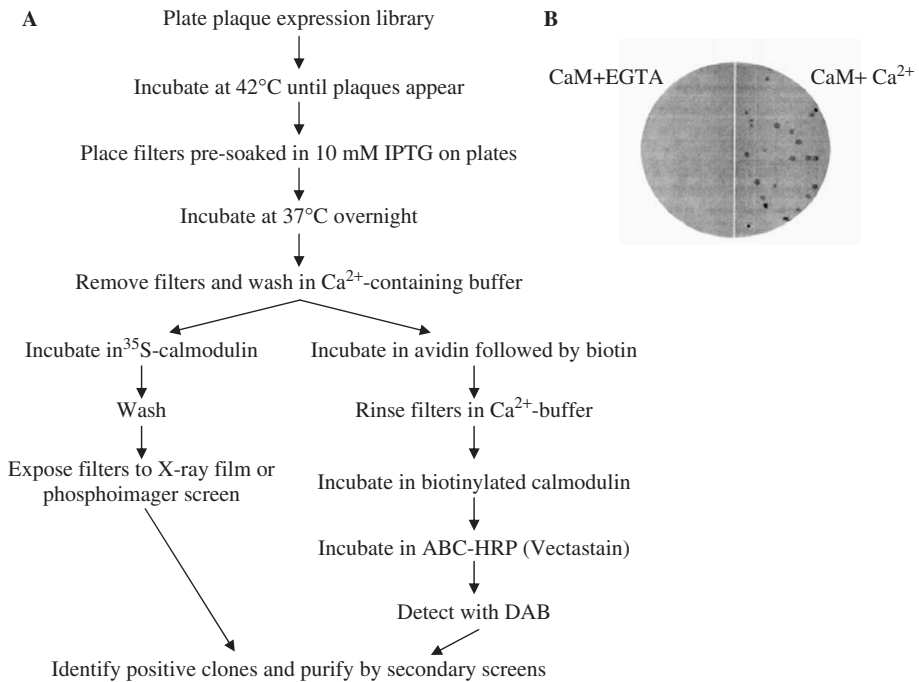 A
Plate plaque expression library
Incubate at 42°C until plaques appear
Place filters pre-soaked in 10 mM IPTG on plates
Incubate at 37°C overnight
Remove filters and wash in Ca²⁺-containing buffer
Incubate in³⁵S-calmodulin
Wash
Expose filters to X-ray film or
phosphoimager screen
Incubate in avidin followed by biotin
Rinse filters in Ca²⁺-buffer
Incubate in biotinylated calmodulin
Incubate in ABC-HRP (Vectastain)
Detect with DAB
Identify positive clones and purify by secondary screens
B
CaM+EGTA
CaM+ Ca²⁺